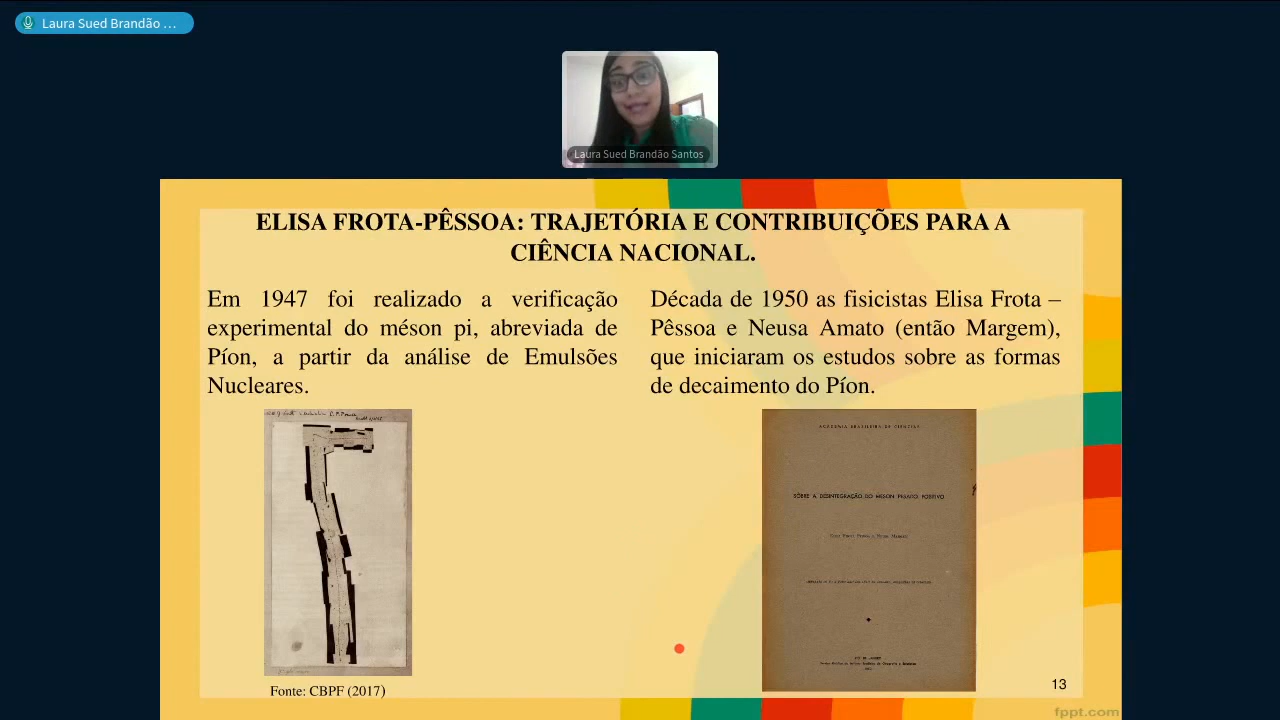 Laura Sued Brandão ...
Laura Sued Brandão Santos
ELISA FROTA-PÊSSOA: TRAJETÓRIA E CONTRIBUIÇÕES PARA A
CIÊNCIA NACIONAL.
Em 1947 foi realizado a verificação
experimental do méson pi, abreviada de
Píon, a partir da análise de Emulsões
Nucleares.
Fonte: CBPF (2017)
Década de 1950 as fisicistas Elisa Frota –
Pêssoa e Neusa Amato (então Margem),
que iniciaram os estudos sobre as formas
de decaimento do Píon.
ACADEMIA BRASILEIRA DE CIÊNCIAS
SÔBRE A DESINTEGRAÇÃO DO MESON PESADO POSITIVO
13
fppt.com